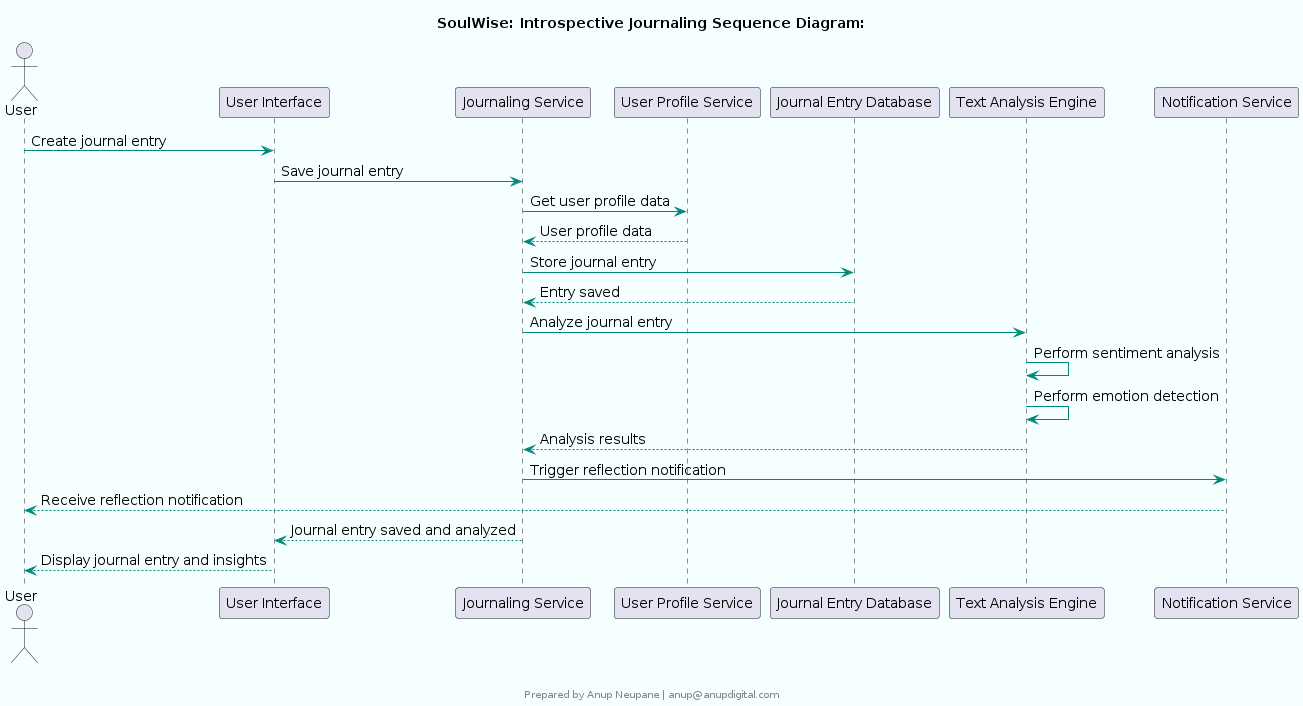 SoulWise: Introspective Journaling Sequence Diagram:
User
User Interface
Journaling Service
User Profile Service
Journal Entry Database
Text Analysis Engine
Notification Service
Create journal entry
Save journal entry
Get user profile data
User profile data
Store journal entry
Entry saved
Analyze journal entry
Perform sentiment analysis
Perform emotion detection
Analysis results
Trigger reflection notification
Receive reflection notification
Journal entry saved and analyzed
Display journal entry and insights
User
User Interface
Journaling Service
User Profile Service
Journal Entry Database
Text Analysis Engine
Notification Service
Prepared by Anup Neupane | anup@anupdigital.com